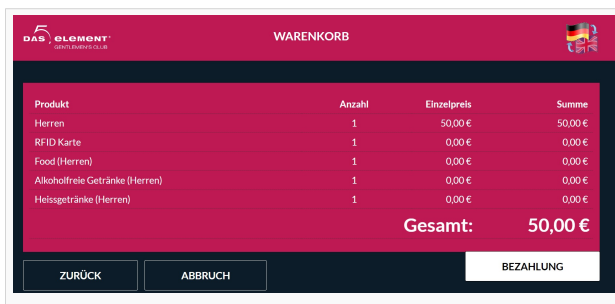 5
DAS element
GENTLEMEN'S CLUB
WARENKORB
Produkt Anzahl Einzelpreis Summe
Herren 1 50,00 € 50,00 €
RFID Karte 1 0,00 € 0,00 €
Food (Herren) 1 0,00 € 0,00 €
Alkoholfreie Getränke (Herren) 1 0,00 € 0,00 €
Heissgetränke (Herren) 1 0,00 € 0,00 €
Gesamt: 50,00 €
ZURÜCK ABBRUCH BEZAHLUNG